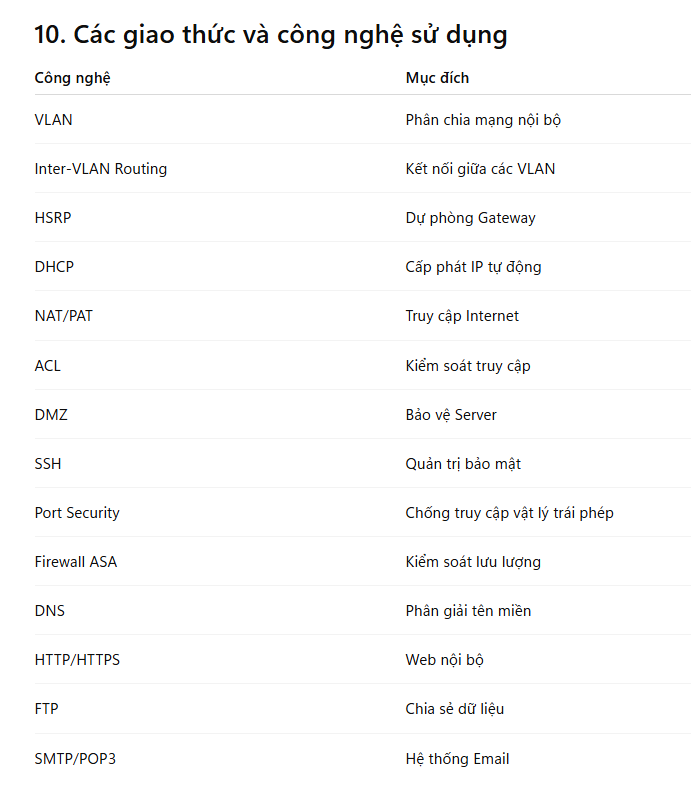 10. Các giao thức và công nghệ sử dụng
Công nghệ Mục đích
VLAN Phân chia mạng nội bộ
Inter-VLAN Routing Kết nối giữa các VLAN
HSRP Dự phòng Gateway
DHCP Cấp phát IP tự động
NAT/PAT Truy cập Internet
ACL Kiểm soát truy cập
DMZ Bảo vệ Server
SSH Quản trị bảo mật
Port Security Chống truy cập vật lý trái phép
Firewall ASA Kiểm soát lưu lượng
DNS Phân giải tên miền
HTTP/HTTPS Web nội bộ
FTP Chia sẻ dữ liệu
SMTP/POP3 Hệ thống Email